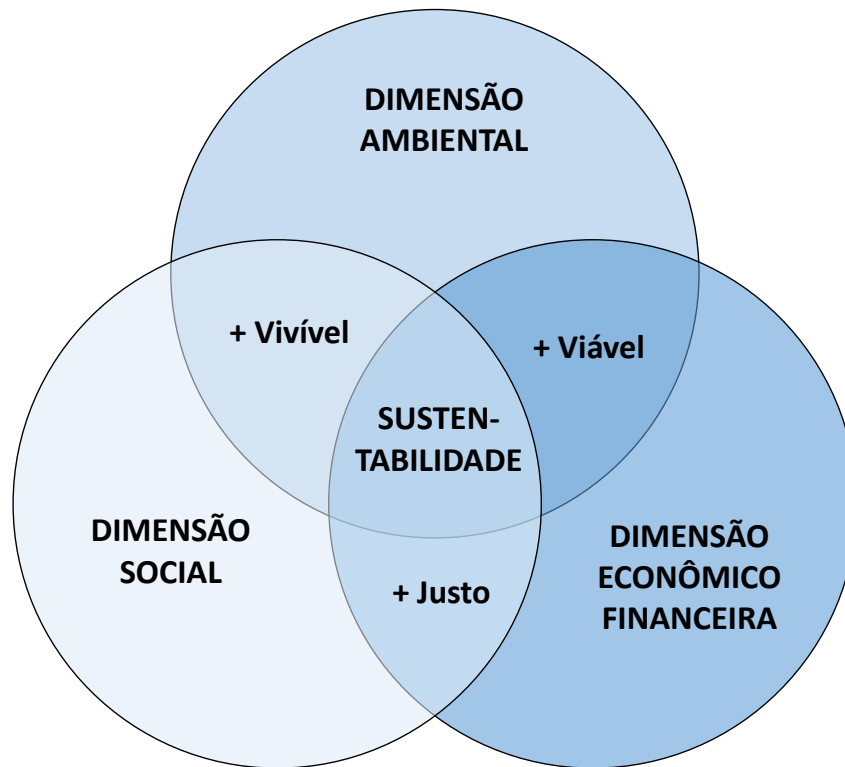 DIMENSÃO
AMBIENTAL
+ Vivível
+ Viável
SUSTEN-
TABILIDADE
DIMENSÃO
SOCIAL
DIMENSÃO
ECONÔMICO
FINANCEIRA
+ Justo